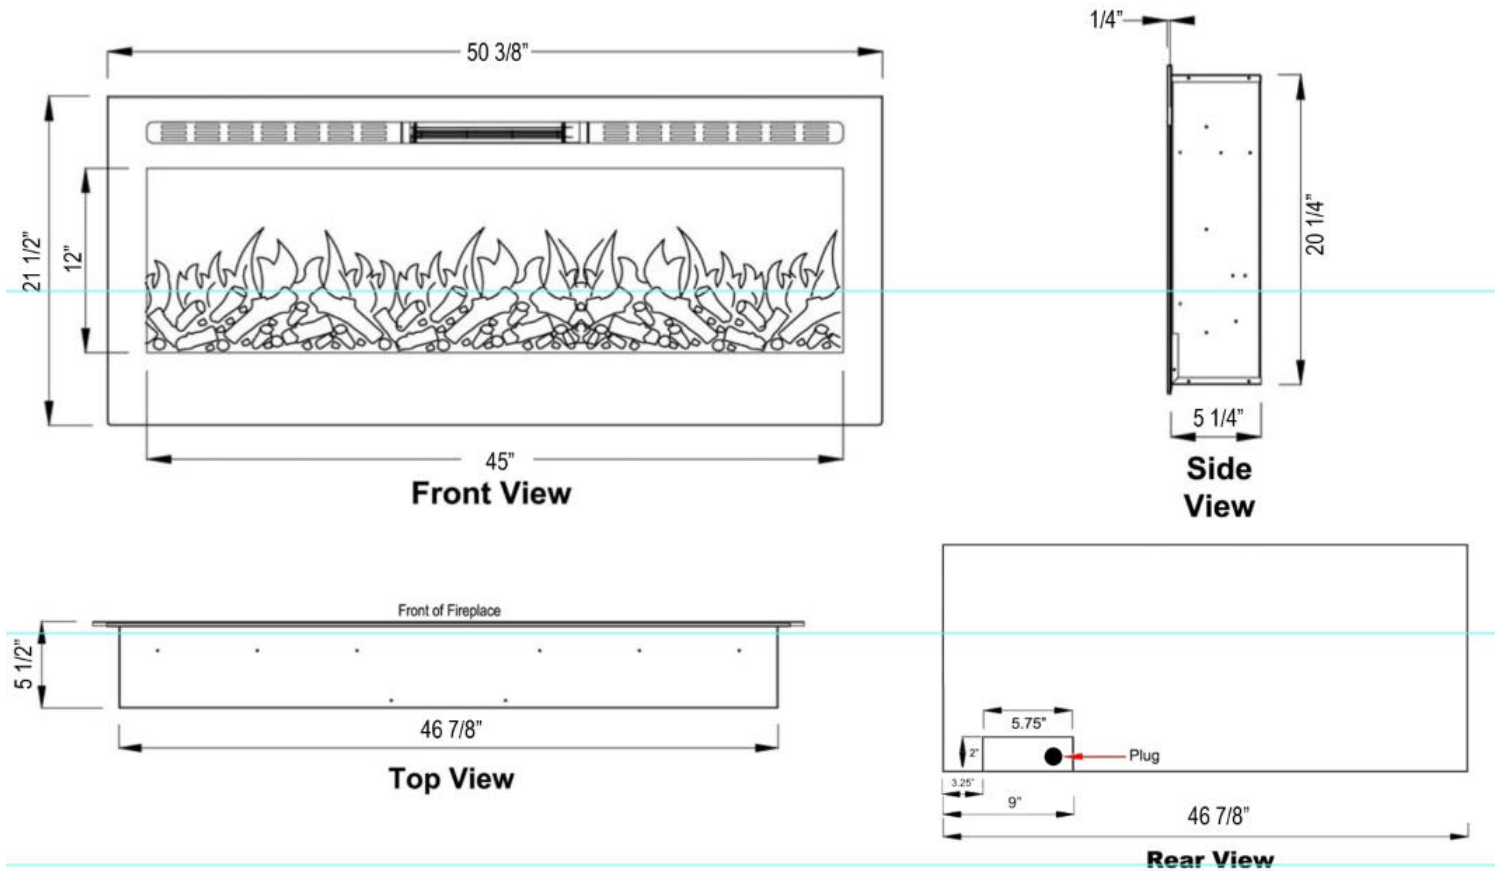 50 3/8”
21 1/2”
12”
45”
Front View
1/4”
20 1/4”
5 1/4”
Side
View
Front of Fireplace
5 1/2”
46 7/8”
Top View
5.75”
2”
Plug
3.25”
9”
46 7/8”
Rear View